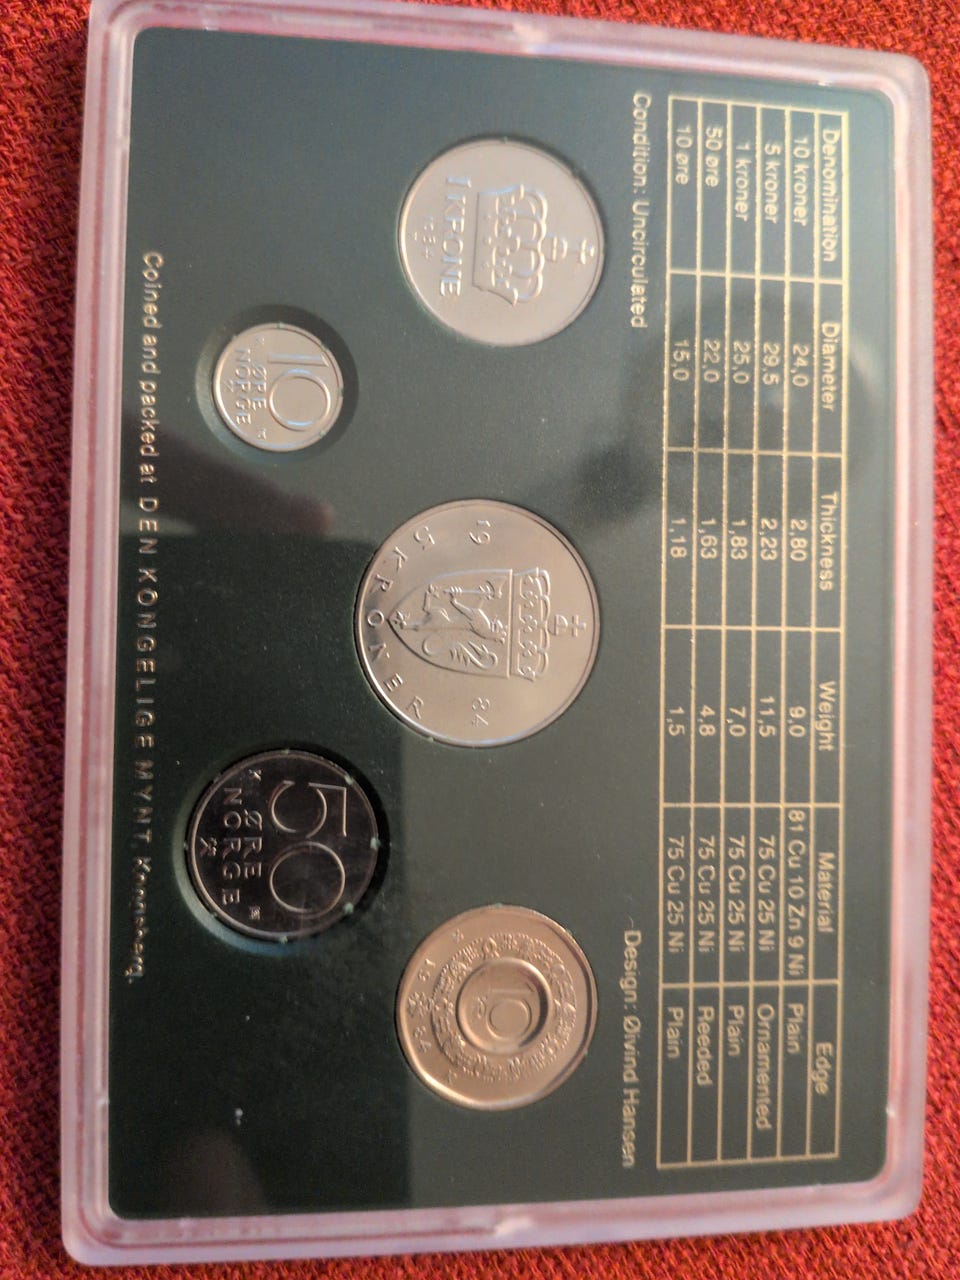 Denomination Diameter Thickness Weight Material Edge
10 kroner 24,0 2,80 9,0 81 Cu 10 Zn 9 Ni Plain
5 kroner 29,5 2,23 11,5 75 Cu 25 Ni Ornamented
1 kroner 25,0 1,83 7,0 75 Cu 25 Ni Plain
50 øre 22,0 1,63 4,8 75 Cu 25 Ni Reeded
10 øre 15,0 1,18 1,5 75 Cu 25 Ni Plain
Condition: Uncirculated Design: Øivind Hansen
1 KRONE
1984
19 84
5 KRONER
10
KR
19 84
10
ØRE
NORGE
50
ØRE
NORGE
Coined and packed at DEN KONGELIGE MYNT, Kongsberg.